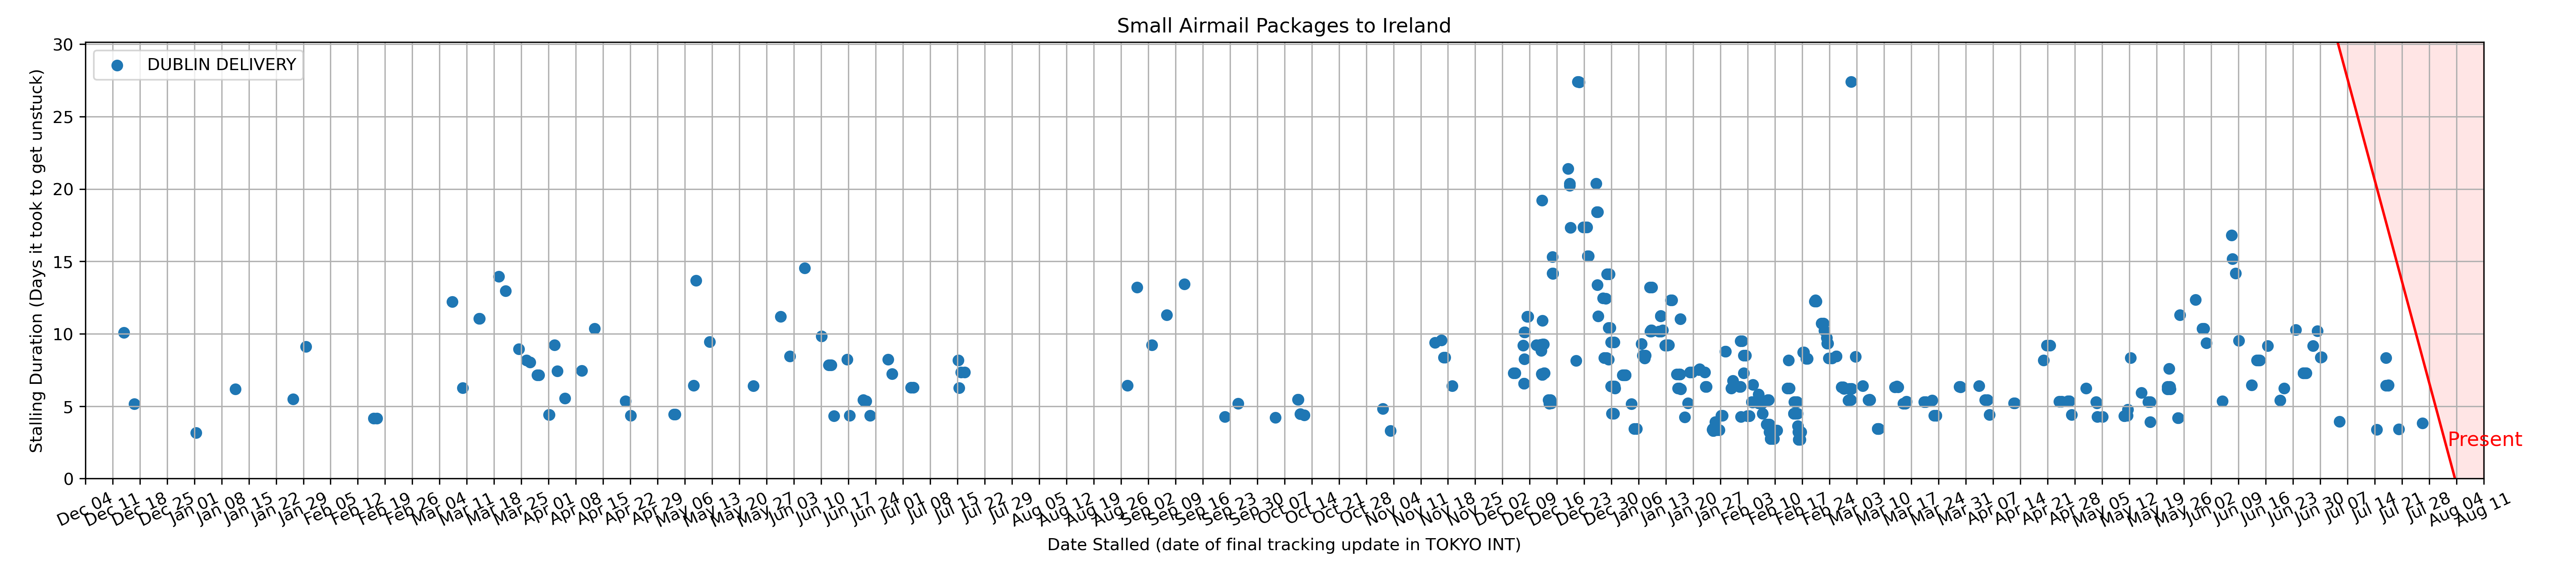 Small Airmail Packages to Ireland
DUBLIN DELIVERY
Stalling Duration (Days it took to get unstuck)
30
25
20
15
10
5
0
Present
Dec 04
Dec 11
Dec 18
Dec 25
Jan 01
Jan 08
Jan 15
Jan 22
Jan 29
Feb 05
Feb 12
Feb 19
Feb 26
Mar 04
Mar 11
Mar 18
Mar 25
Apr 01
Apr 08
Apr 15
Apr 22
Apr 29
May 06
May 13
May 20
May 27
Jun 03
Jun 10
Jun 17
Jun 24
Jul 01
Jul 08
Jul 15
Jul 22
Jul 29
Aug 05
Aug 12
Aug 19
Aug 26
Sep 02
Sep 09
Sep 16
Sep 23
Sep 30
Oct 07
Oct 14
Oct 21
Oct 28
Nov 04
Nov 11
Nov 18
Nov 25
Dec 02
Dec 09
Dec 16
Dec 23
Dec 30
Jan 06
Jan 13
Jan 20
Jan 27
Feb 03
Feb 10
Feb 17
Feb 24
Mar 03
Mar 10
Mar 17
Mar 24
Mar 31
Apr 07
Apr 14
Apr 21
Apr 28
May 05
May 12
May 19
May 26
Jun 02
Jun 09
Jun 16
Jun 23
Jun 30
Jul 07
Jul 14
Jul 21
Jul 28
Aug 04
Aug 11
Date Stalled (date of final tracking update in TOKYO INT)